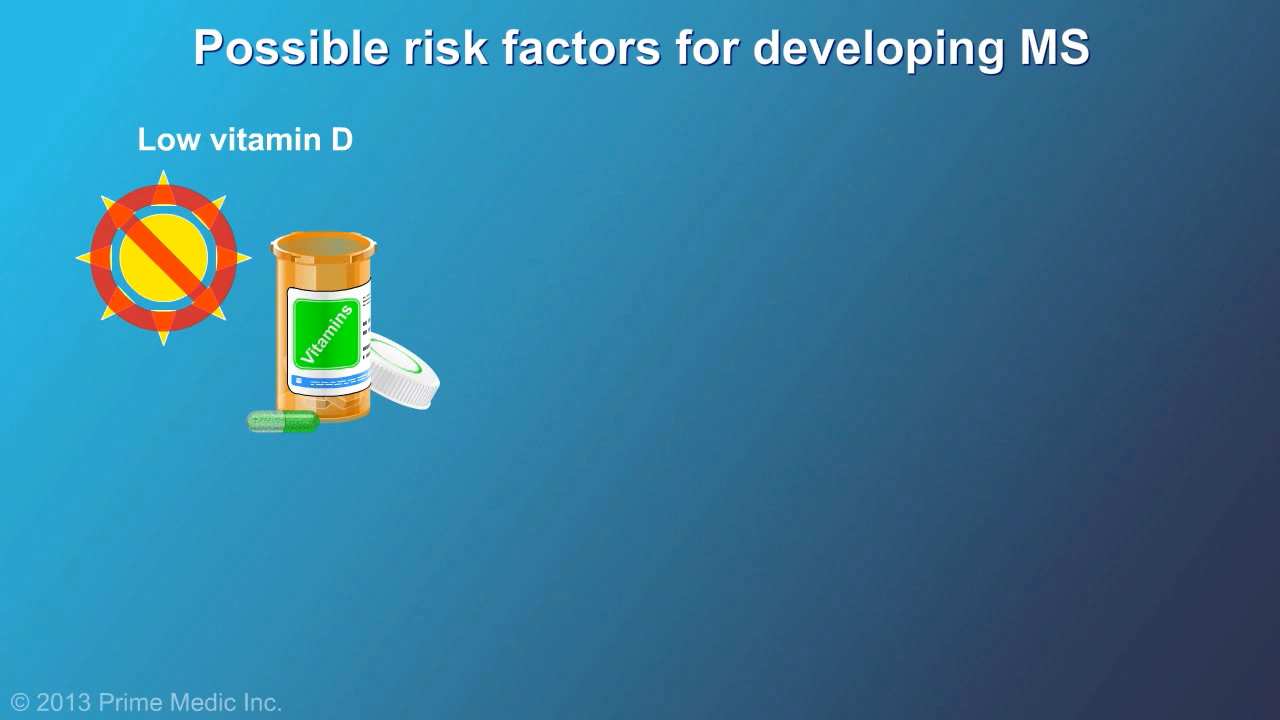 Possible risk factors for developing MS
Low vitamin D
Vitamins
© 2013 Prime Medic Inc.